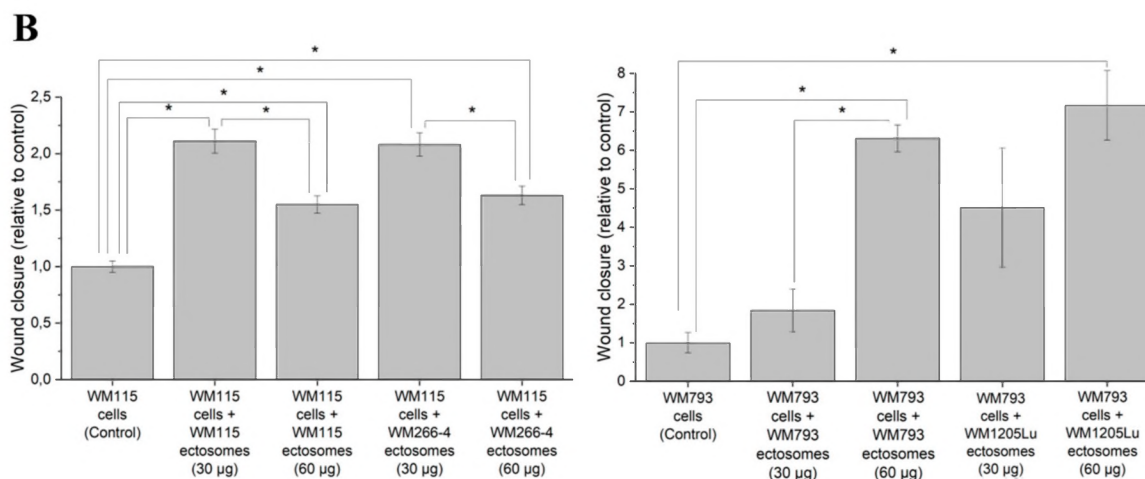 B
*
*
*
*
*
*
Wound closure (relative to control)
2,5
2,0
1,5
1,0
0,5
0,0
WM115
cells
(Control)
WM115
cells +
WM115
ectosomes
(30 µg)
WM115
cells +
WM115
ectosomes
(60 µg)
WM115
cells +
WM266-4
ectosomes
(30 µg)
WM115
cells +
WM266-4
ectosomes
(60 µg)
*
*
*
Wound closure (relative to control)
8
7
6
5
4
3
2
1
0
WM793
cells
(Control)
WM793
cells +
WM793
ectosomes
(30 µg)
WM793
cells +
WM793
ectosomes
(60 µg)
WM793
cells +
WM1205Lu
ectosomes
(30 µg)
WM793
cells +
WM1205Lu
ectosomes
(60 µg)